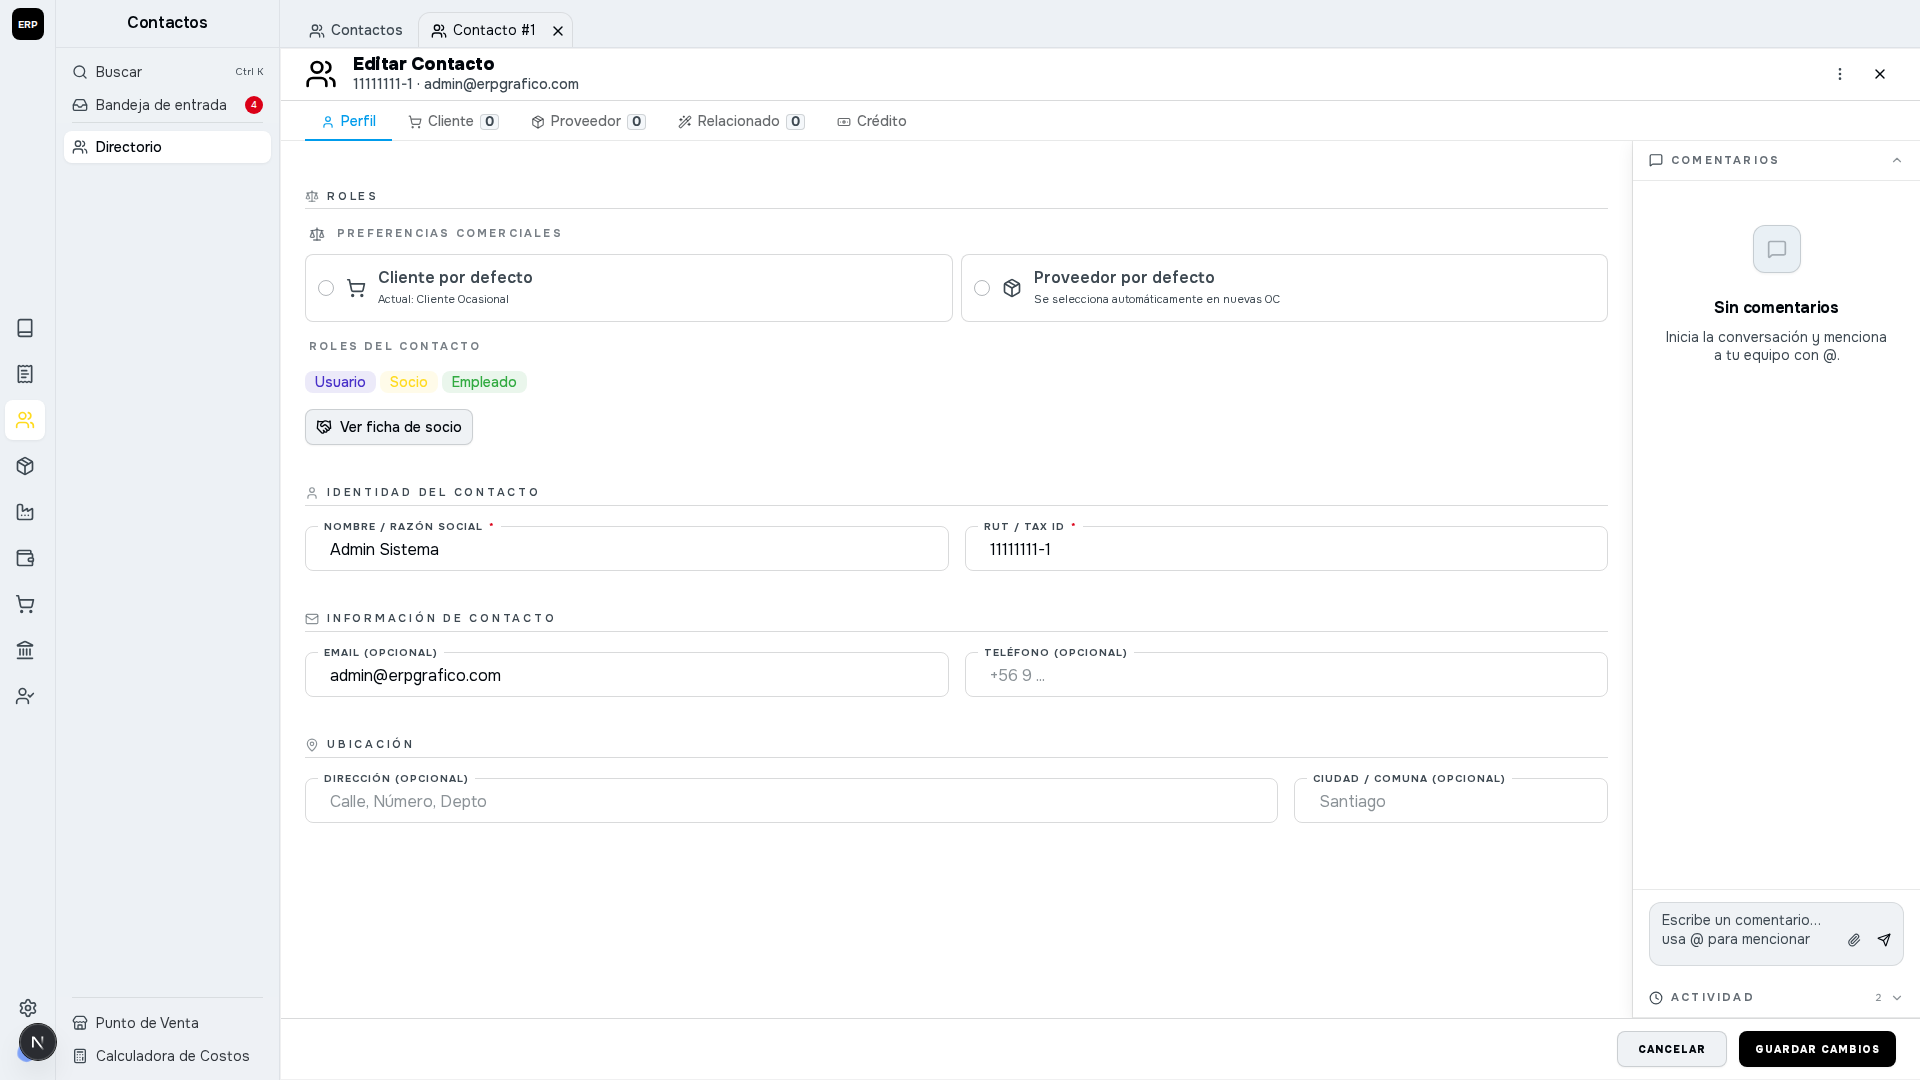 ERP
Contactos
Buscar
Ctrl K
Bandeja de entrada
4
Directorio
Punto de Venta
Calculadora de Costos
N
Contactos
Contacto #1
Editar Contacto
11111111-1 · admin@erpgrafico.com
Perfil
Cliente 0
Proveedor 0
Relacionado 0
Crédito
ROLES
PREFERENCIAS COMERCIALES
Cliente por defecto
Actual: Cliente Ocasional
Proveedor por defecto
Se selecciona automáticamente en nuevas OC
ROLES DEL CONTACTO
Usuario
Socio
Empleado
Ver ficha de socio
IDENTIDAD DEL CONTACTO
NOMBRE / RAZÓN SOCIAL *
Admin Sistema
RUT / TAX ID *
11111111-1
INFORMACIÓN DE CONTACTO
EMAIL (OPCIONAL)
admin@erpgrafico.com
TELÉFONO (OPCIONAL)
+56 9 ...
UBICACIÓN
DIRECCIÓN (OPCIONAL)
Calle, Número, Depto
CIUDAD / COMUNA (OPCIONAL)
Santiago
COMENTARIOS
Sin comentarios
Inicia la conversación y menciona
a tu equipo con @.
Escribe un comentario...
usa @ para mencionar
ACTIVIDAD
2
CANCELAR
GUARDAR CAMBIOS